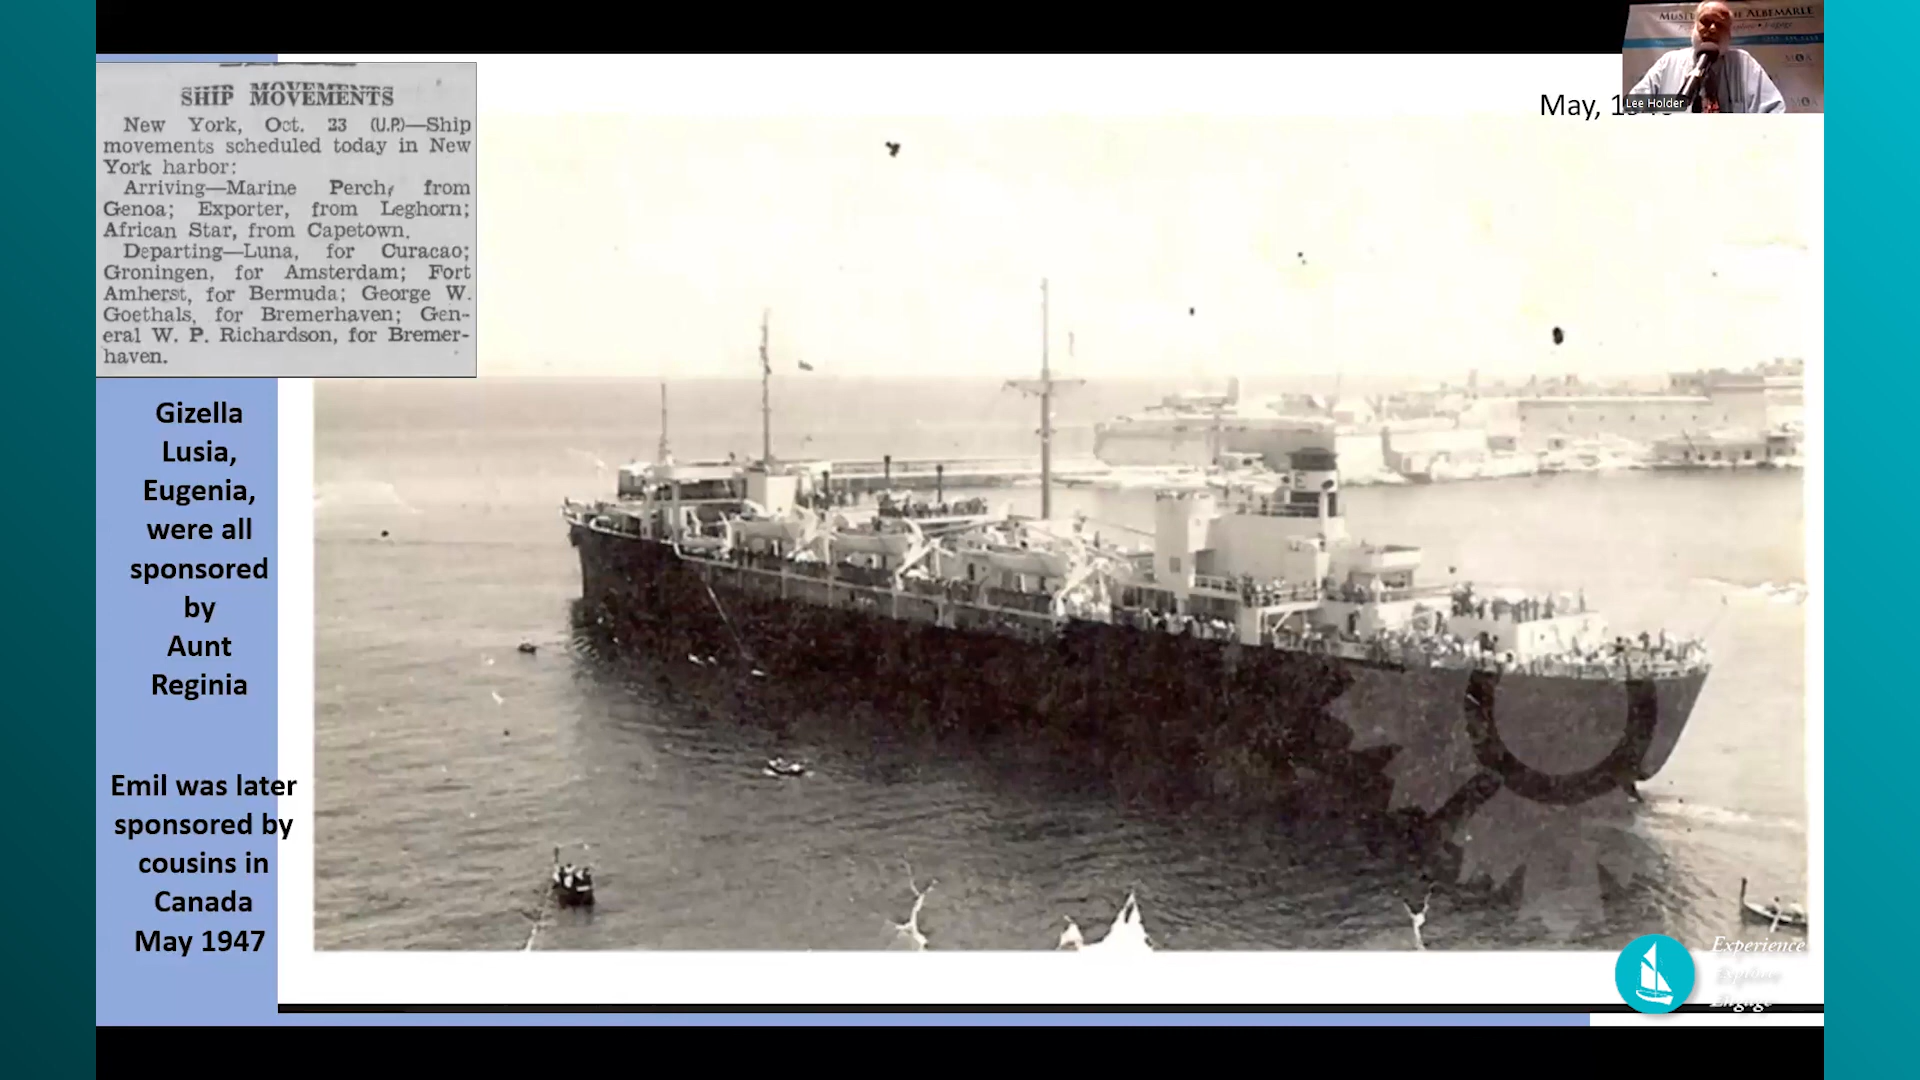 SHIP MOVEMENTS
New York, Oct. 23 (U.P.)—Ship
movements scheduled today in New
York harbor:
Arriving—Marine Perch, from
Genoa; Exporter, from Leghorn;
African Star, from Capetown.
Departing—Luna, for Curacao;
Groningen, for Amsterdam; Fort
Amherst, for Bermuda; George W.
Goethals, for Bremerhaven; Gen-
eral W. P. Richardson, for Bremer-
haven.
May,
ALBEMARLE
Lee Holder
E
Gizella
Lusia,
Eugenia,
were all
sponsored
by
Aunt
Reginia
Emil was later
sponsored by
cousins in
Canada
May 1947
Experience
Explore
Engage